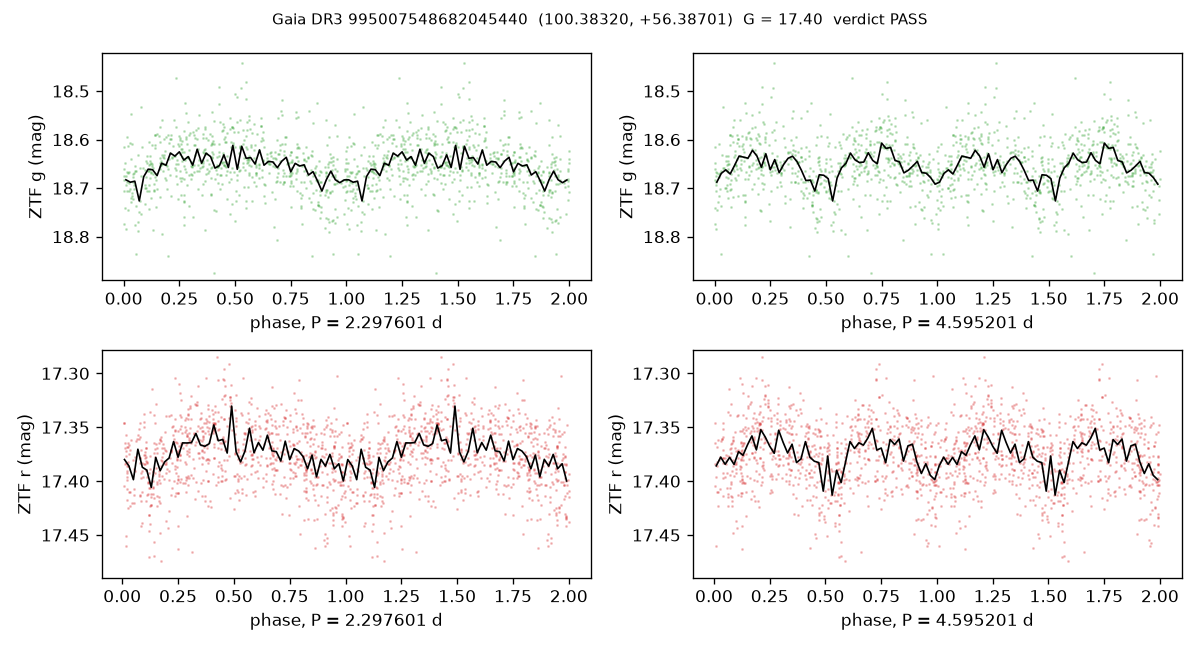 Gaia DR3 995007548682045440 (100.38320, +56.38701) G = 17.40 verdict PASS
ZTF g (mag)
18.5
18.6
18.7
18.8
0.00 0.25 0.50 0.75 1.00 1.25 1.50 1.75 2.00
phase, P = 2.297601 d
ZTF g (mag)
18.5
18.6
18.7
18.8
0.00 0.25 0.50 0.75 1.00 1.25 1.50 1.75 2.00
phase, P = 4.595201 d
ZTF r (mag)
17.30
17.35
17.40
17.45
0.00 0.25 0.50 0.75 1.00 1.25 1.50 1.75 2.00
phase, P = 2.297601 d
ZTF r (mag)
17.30
17.35
17.40
17.45
0.00 0.25 0.50 0.75 1.00 1.25 1.50 1.75 2.00
phase, P = 4.595201 d